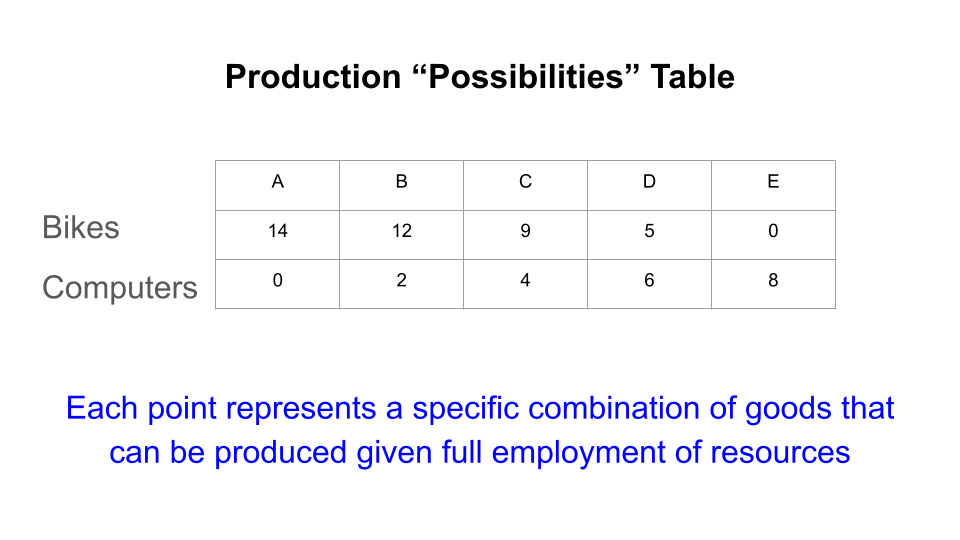 Production “Possibilities” Table
A B C D E
Bikes 14 12 9 5 0
Computers 0 2 4 6 8
Each point represents a specific combination of goods that
can be produced given full employment of resources